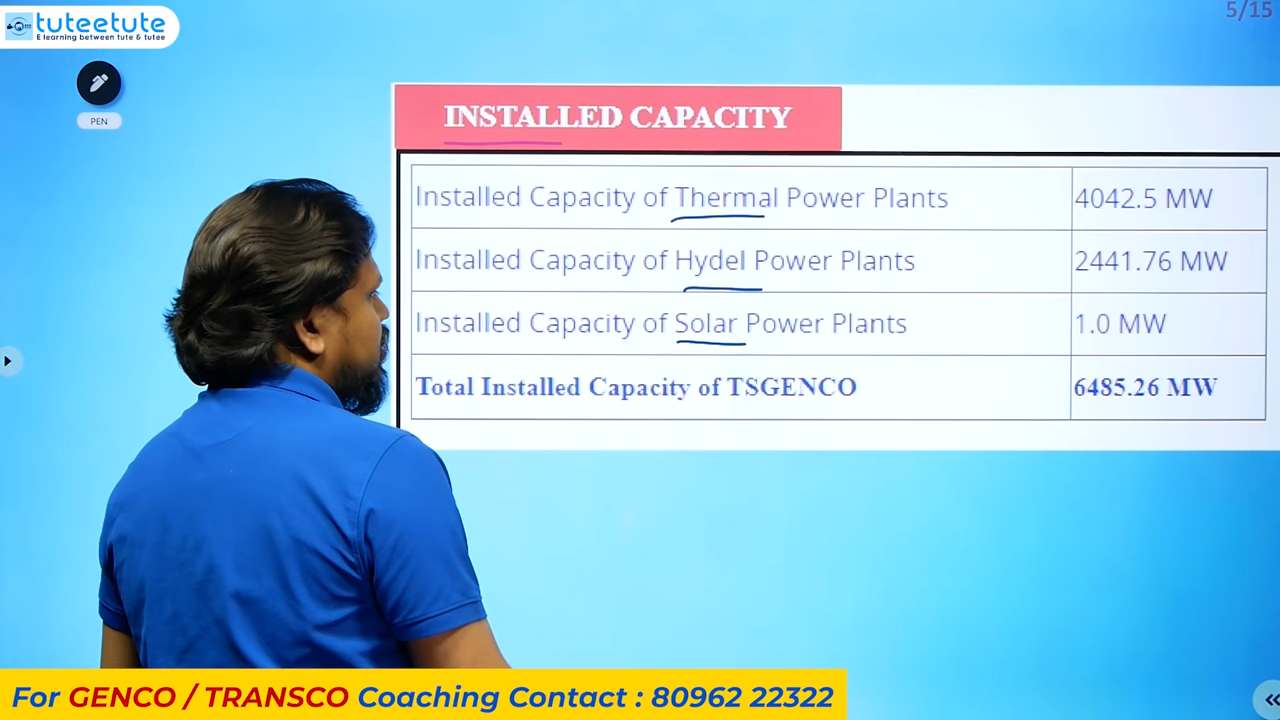 5/15
tuteetute
E learning between tute & tutee
PEN
INSTALLED CAPACITY
Installed Capacity of Thermal Power Plants 4042.5 MW
Installed Capacity of Hydel Power Plants 2441.76 MW
Installed Capacity of Solar Power Plants 1.0 MW
Total Installed Capacity of TSGENCO 6485.26 MW
For GENCO / TRANSCO Coaching Contact : 80962 22322